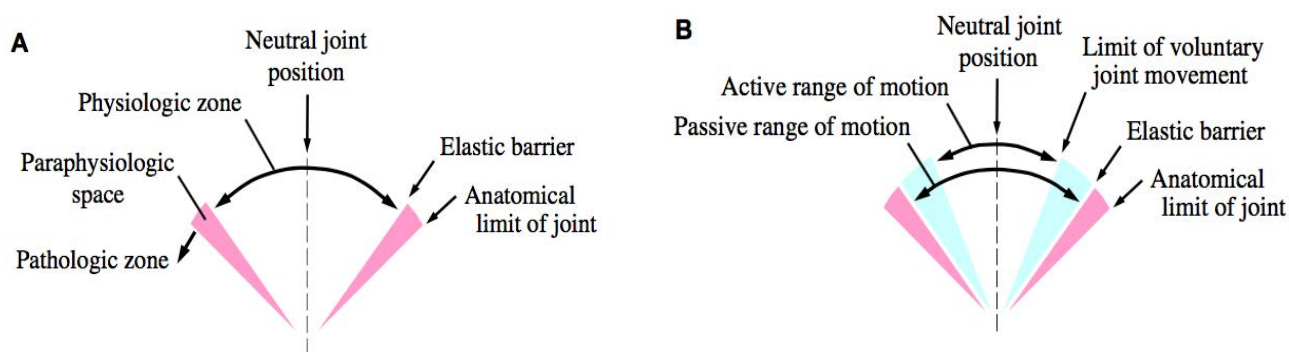 A
Neutral joint
position
Physiologic zone
Elastic barrier
Paraphysiologic
space
Anatomical
limit of joint
Pathologic zone
B
Neutral joint
position
Limit of voluntary
joint movement
Active range of motion
Passive range of motion
Elastic barrier
Anatomical
limit of joint